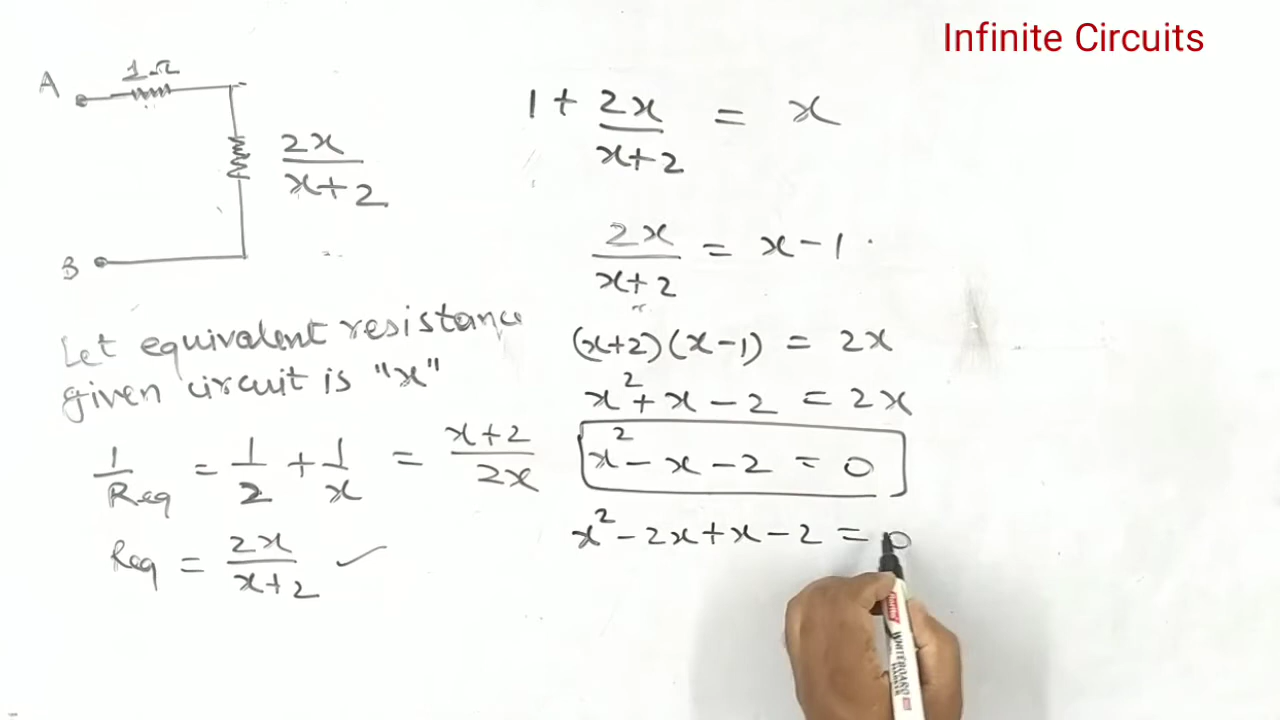 Infinite Circuits
A
1Ω
2x/(x+2)
B
Let equivalent resistance
given circuit is "x"
1/Req = 1/2 + 1/x = (x+2)/2x
Req = 2x/(x+2) ✓
1 + 2x/(x+2) = x
2x/(x+2) = x-1
(x+2)(x-1) = 2x
x²+x-2 = 2x
x²-x-2 = 0
x²-2x+x-2=0
WHITEBOARD MARKER